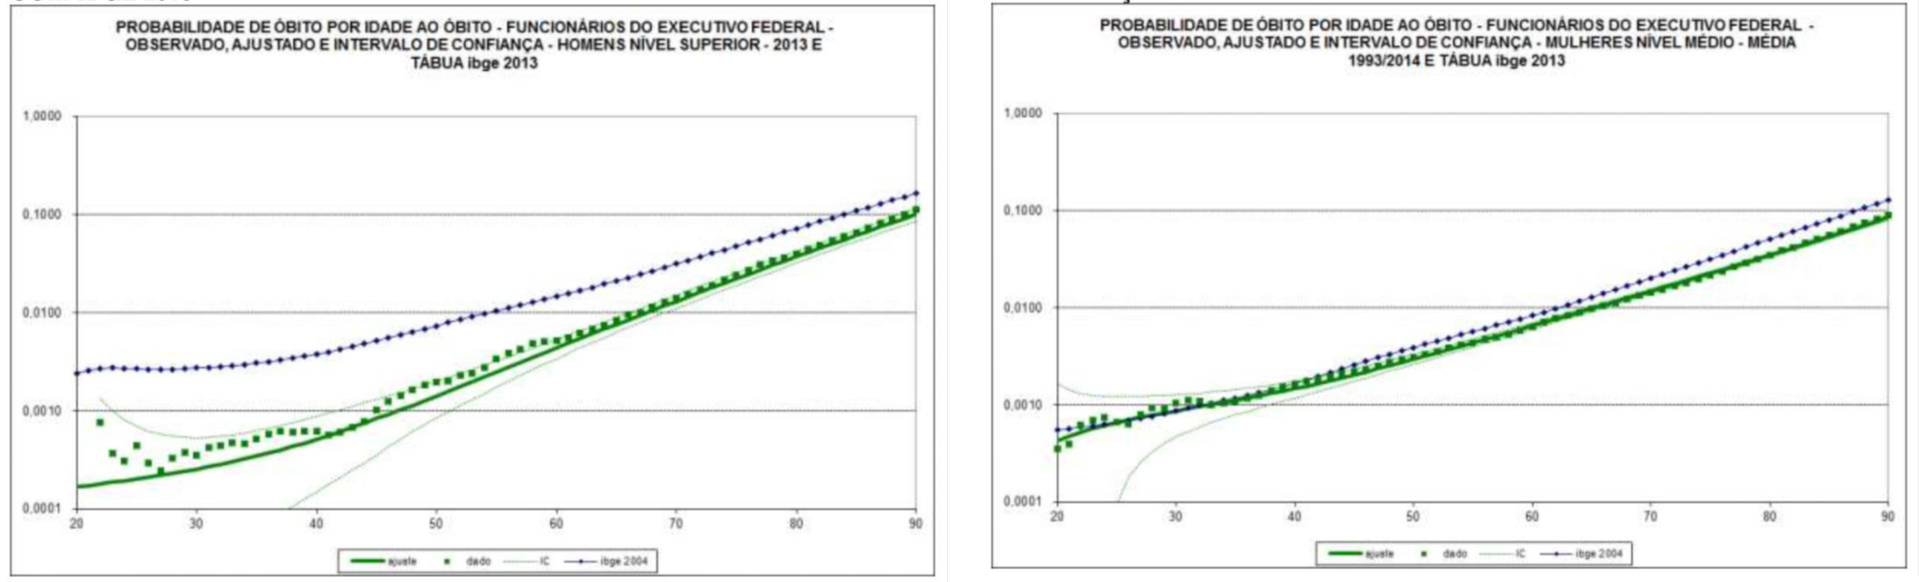 PROBABILIDADE DE ÓBITO POR IDADE AO ÓBITO - FUNCIONÁRIOS DO EXECUTIVO FEDERAL -
OBSERVADO, AJUSTADO E INTERVALO DE CONFIANÇA - HOMENS NÍVEL SUPERIOR - 2013 E
TÁBUA ibge 2013
1,0000
0,1000
0,0100
0,0010
0,0001
20 30 40 50 60 70 80 90
ajuste dado IC ibge 2004
PROBABILIDADE DE ÓBITO POR IDADE AO ÓBITO - FUNCIONÁRIOS DO EXECUTIVO FEDERAL -
OBSERVADO, AJUSTADO E INTERVALO DE CONFIANÇA - MULHERES NÍVEL MÉDIO - MÉDIA
1993/2014 E TÁBUA ibge 2013
1,0000
0,1000
0,0100
0,0010
0,0001
20 30 40 50 60 70 80 90
ajuste dado IC ibge 2004